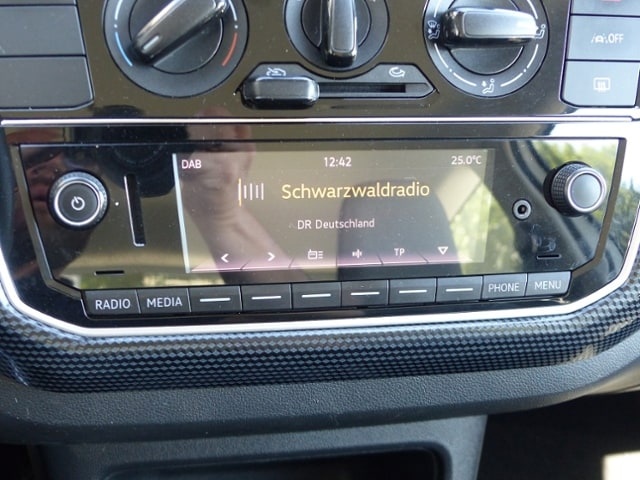 OFF
DAB 12:42 25.0°C
Schwarzwaldradio
DR Deutschland
TP
RADIO MEDIA PHONE MENU